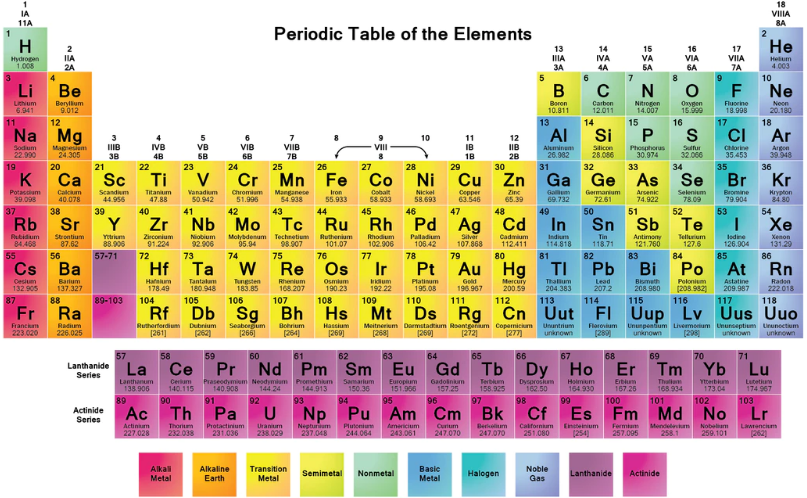 Periodic Table of the Elements
1
IA
11A
18
VIIIA
8A
2
IIA
2A
13 14 15 16 17
IIIA IVA VA VIA VIIA
3A 4A 5A 6A 7A
3 4 5 6 7 8 9 10 11 12
IIIB IVB VB VIB VIIB VIII IB IIB
3B 4B 5B 6B 7B 8 1B 2B
1 2
H He
Hydrogen Helium
1.008 4.003
3 4 5 6 7 8 9 10
Li Be B C N O F Ne
Lithium Beryllium Boron Carbon Nitrogen Oxygen Fluorine Neon
6.941 9.012 10.811 12.011 14.007 15.999 18.998 20.180
11 12 13 14 15 16 17 18
Na Mg Al Si P S Cl Ar
Sodium Magnesium Aluminum Silicon Phosphorus Sulfur Chlorine Argon
22.990 24.305 26.982 28.086 30.974 32.066 35.453 39.948
19 20 21 22 23 24 25 26 27 28 29 30 31 32 33 34 35 36
K Ca Sc Ti V Cr Mn Fe Co Ni Cu Zn Ga Ge As Se Br Kr
Potassium Calcium Scandium Titanium Vanadium Chromium Manganese Iron Cobalt Nickel Copper Zinc Gallium Germanium Arsenic Selenium Bromine Krypton
39.098 40.078 44.956 47.88 50.942 51.996 54.938 55.933 58.933 58.693 63.546 65.39 69.732 72.61 74.922 78.09 79.904 84.80
37 38 39 40 41 42 43 44 45 46 47 48 49 50 51 52 53 54
Rb Sr Y Zr Nb Mo Tc Ru Rh Pd Ag Cd In Sn Sb Te I Xe
Rubidium Strontium Yttrium Zirconium Niobium Molybdenum Technetium Ruthenium Rhodium Palladium Silver Cadmium Indium Tin Antimony Tellurium Iodine Xenon
84.468 87.62 88.906 91.224 92.906 95.94 98.907 101.07 102.906 106.42 107.868 112.411 114.818 118.71 121.760 127.6 126.904 131.29
55 56 57-71 72 73 74 75 76 77 78 79 80 81 82 83 84 85 86
Cs Ba Hf Ta W Re Os Ir Pt Au Hg Tl Pb Bi Po At Rn
Cesium Barium Hafnium Tantalum Tungsten Rhenium Osmium Iridium Platinum Gold Mercury Thallium Lead Bismuth Polonium Astatine Radon
132.905 137.327 178.49 180.948 183.85 186.207 190.23 192.22 195.08 196.967 200.59 204.383 207.2 208.980 [208.982] 209.987 222.018
87 88 89-103 104 105 106 107 108 109 110 111 112 113 114 115 116 117 118
Fr Ra Rf Db Sg Bh Hs Mt Ds Rg Cn Uut Fl Uup Lv Uus Uuo
Francium Radium Rutherfordium Dubnium Seaborgium Bohrium Hassium Meitnerium Darmstadtium Roentgenium Copernicium Ununtrium Flerovium Ununpentium Livermorium Ununseptium Ununoctium
223.020 226.025 [261] [262] [266] [264] [269] [268] [269] [272] [277] unknown [289] unknown [298] unknown unknown
Lanthanide
Series
57 58 59 60 61 62 63 64 65 66 67 68 69 70 71
La Ce Pr Nd Pm Sm Eu Gd Tb Dy Ho Er Tm Yb Lu
Lanthanum Cerium Praseodymium Neodymium Promethium Samarium Europium Gadolinium Terbium Dysprosium Holmium Erbium Thulium Ytterbium Lutetium
138.906 140.115 140.908 144.24 144.913 150.36 151.966 157.25 158.925 162.50 164.930 167.26 168.934 173.04 174.967
Actinide
Series
89 90 91 92 93 94 95 96 97 98 99 100 101 102 103
Ac Th Pa U Np Pu Am Cm Bk Cf Es Fm Md No Lr
Actinium Thorium Protactinium Uranium Neptunium Plutonium Americium Curium Berkelium Californium Einsteinium Fermium Mendelevium Nobelium Lawrencium
227.028 232.038 231.036 238.029 237.048 244.064 243.061 247.070 247.070 251.080 [254] 257.095 258.1 259.101 [262]
Alkali Metal
Alkaline Earth
Transition Metal
Semimetal
Nonmetal
Basic Metal
Halogen
Noble Gas
Lanthanide
Actinide